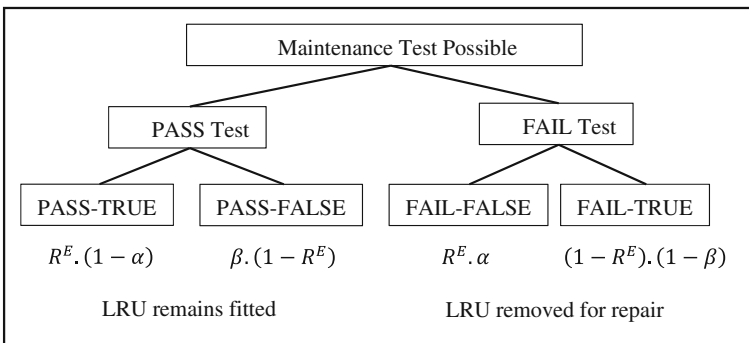 Maintenance Test Possible
PASS Test FAIL Test
PASS-TRUE PASS-FALSE FAIL-FALSE FAIL-TRUE
R^E.(1 − α) β.(1 − R^E) R^E.α (1 − R^E).(1 − β)
LRU remains fitted LRU removed for repair